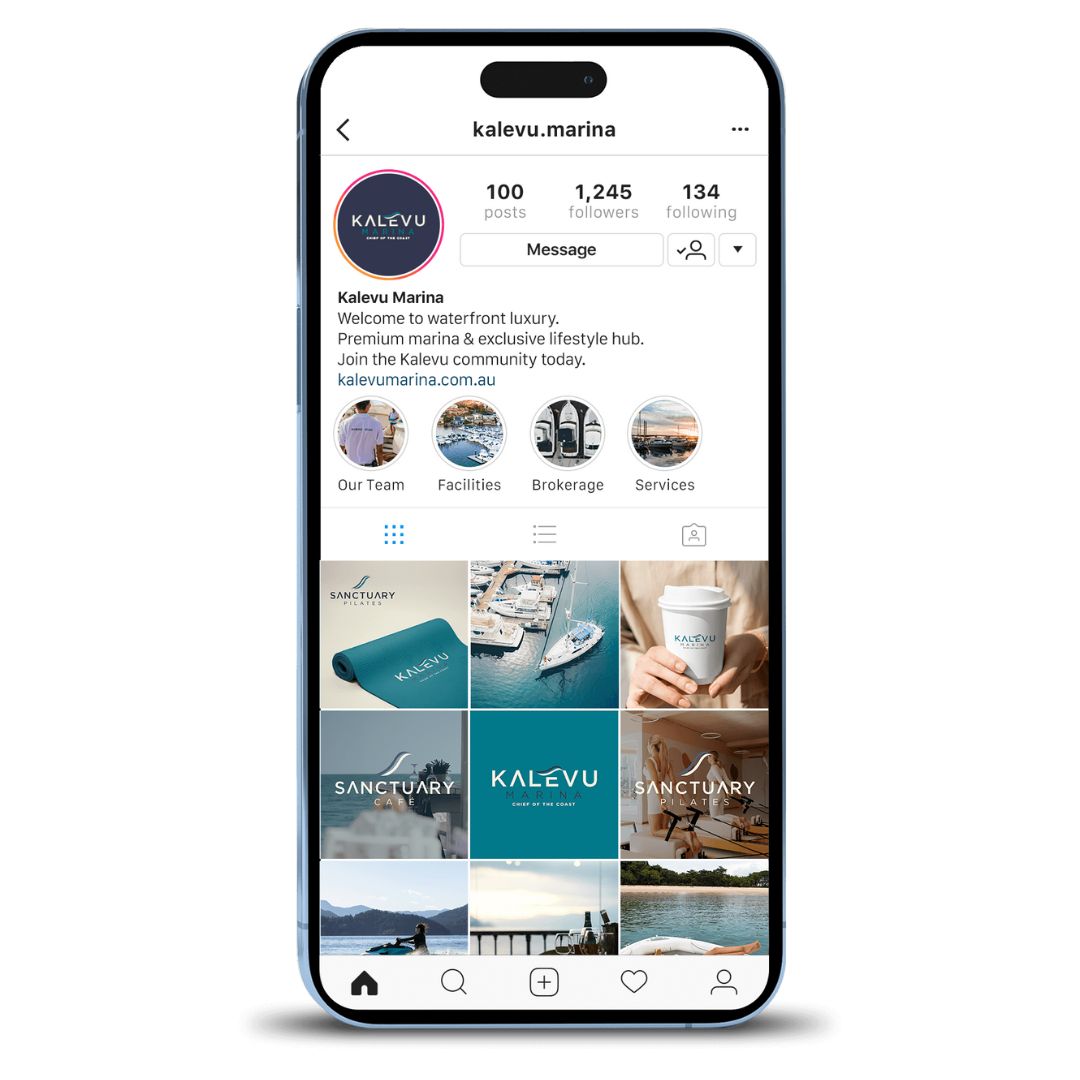 kalevu.marina
KALEVU
MARINA
CHIEF OF THE COAST
100 1,245 134
posts followers following
Message
Kalevu Marina
Welcome to waterfront luxury.
Premium marina & exclusive lifestyle hub.
Join the Kalevu community today.
kalevumarina.com.au
Our Team Facilities Brokerage Services
SANCTUARY
PILATES
KALEVU
KALEVU
MARINA
SANCTUARY
CAFÉ
KALEVU
MARINA
CHIEF OF THE COAST
SANCTUARY
PILATES